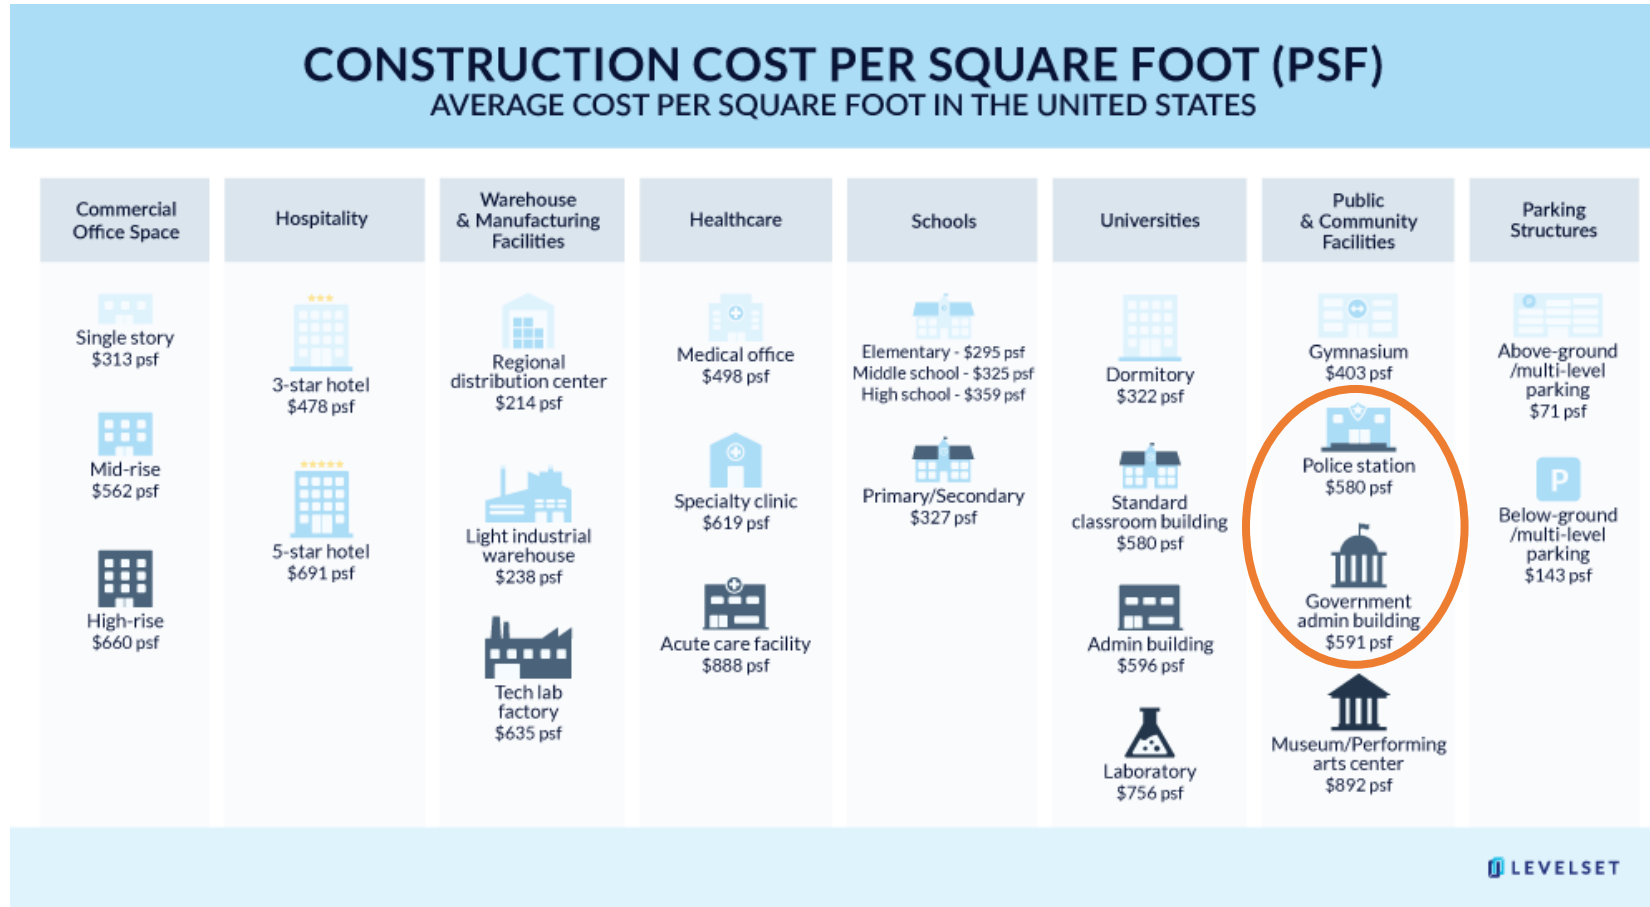 CONSTRUCTION COST PER SQUARE FOOT (PSF)
AVERAGE COST PER SQUARE FOOT IN THE UNITED STATES
Commercial
Office Space
Single story
$313 psf
Mid-rise
$562 psf
High-rise
$660 psf
Hospitality
3-star hotel
$478 psf
5-star hotel
$691 psf
Warehouse
& Manufacturing
Facilities
Regional
distribution center
$214 psf
Light industrial
warehouse
$238 psf
Tech lab
factory
$635 psf
Healthcare
Medical office
$498 psf
Specialty clinic
$619 psf
Acute care facility
$888 psf
Schools
Elementary - $295 psf
Middle school - $325 psf
High school - $359 psf
Primary/Secondary
$327 psf
Universities
Dormitory
$322 psf
Standard
classroom building
$580 psf
Admin building
$596 psf
Laboratory
$756 psf
Public
& Community
Facilities
Gymnasium
$403 psf
Police station
$580 psf
Government
admin building
$591 psf
Museum/Performing
arts center
$892 psf
Parking
Structures
P
Above-ground
/multi-level
parking
$71 psf
P
Below-ground
/multi-level
parking
$143 psf
LEVELSET